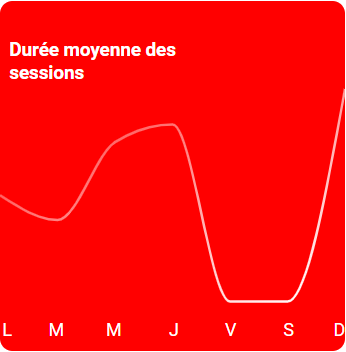 Durée moyenne des
sessions
L M M J V S D